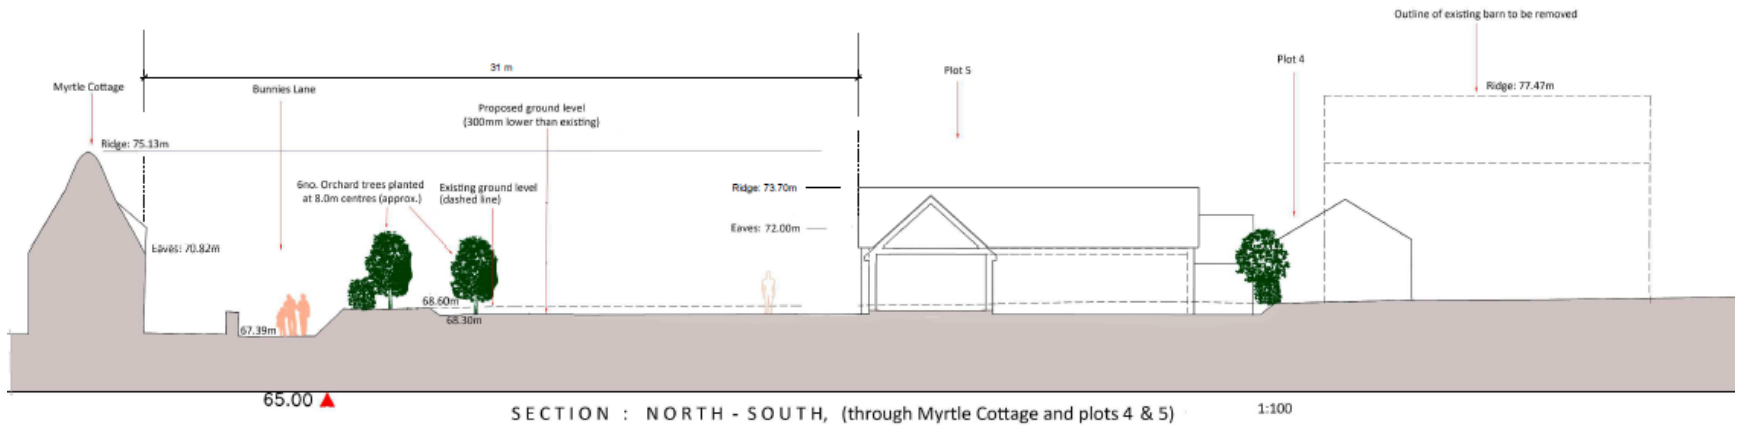 Outline of existing barn to be removed
31 m
Plot 5
Plot 4
Myrtle Cottage
Bunnies Lane
Ridge: 77.47m
Proposed ground level
(300mm lower than existing)
Ridge: 75.13m
6no. Orchard trees planted
at 8.0m centres (approx.)
Existing ground level
(dashed line)
Ridge: 73.70m
Eaves: 72.00m
Eaves: 70.82m
68.60m
68.30m
67.39m
65.00
SECTION : NORTH - SOUTH, (through Myrtle Cottage and plots 4 & 5)
1:100